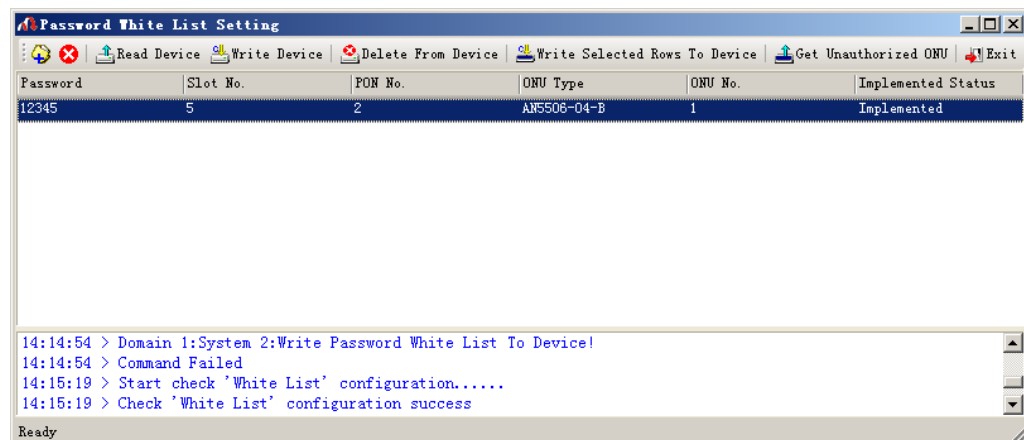 Password White List Setting
Read Device Write Device Delete From Device Write Selected Rows To Device Get Unauthorized ONU Exit
Password Slot No. PON No. ONU Type ONU No. Implemented Status
12345 5 2 AN5506-04-B 1 Implemented
14:14:54 > Domain 1:System 2:Write Password White List To Device!
14:14:54 > Command Failed
14:15:19 > Start check 'White List' configuration......
14:15:19 > Check 'White List' configuration success
Ready